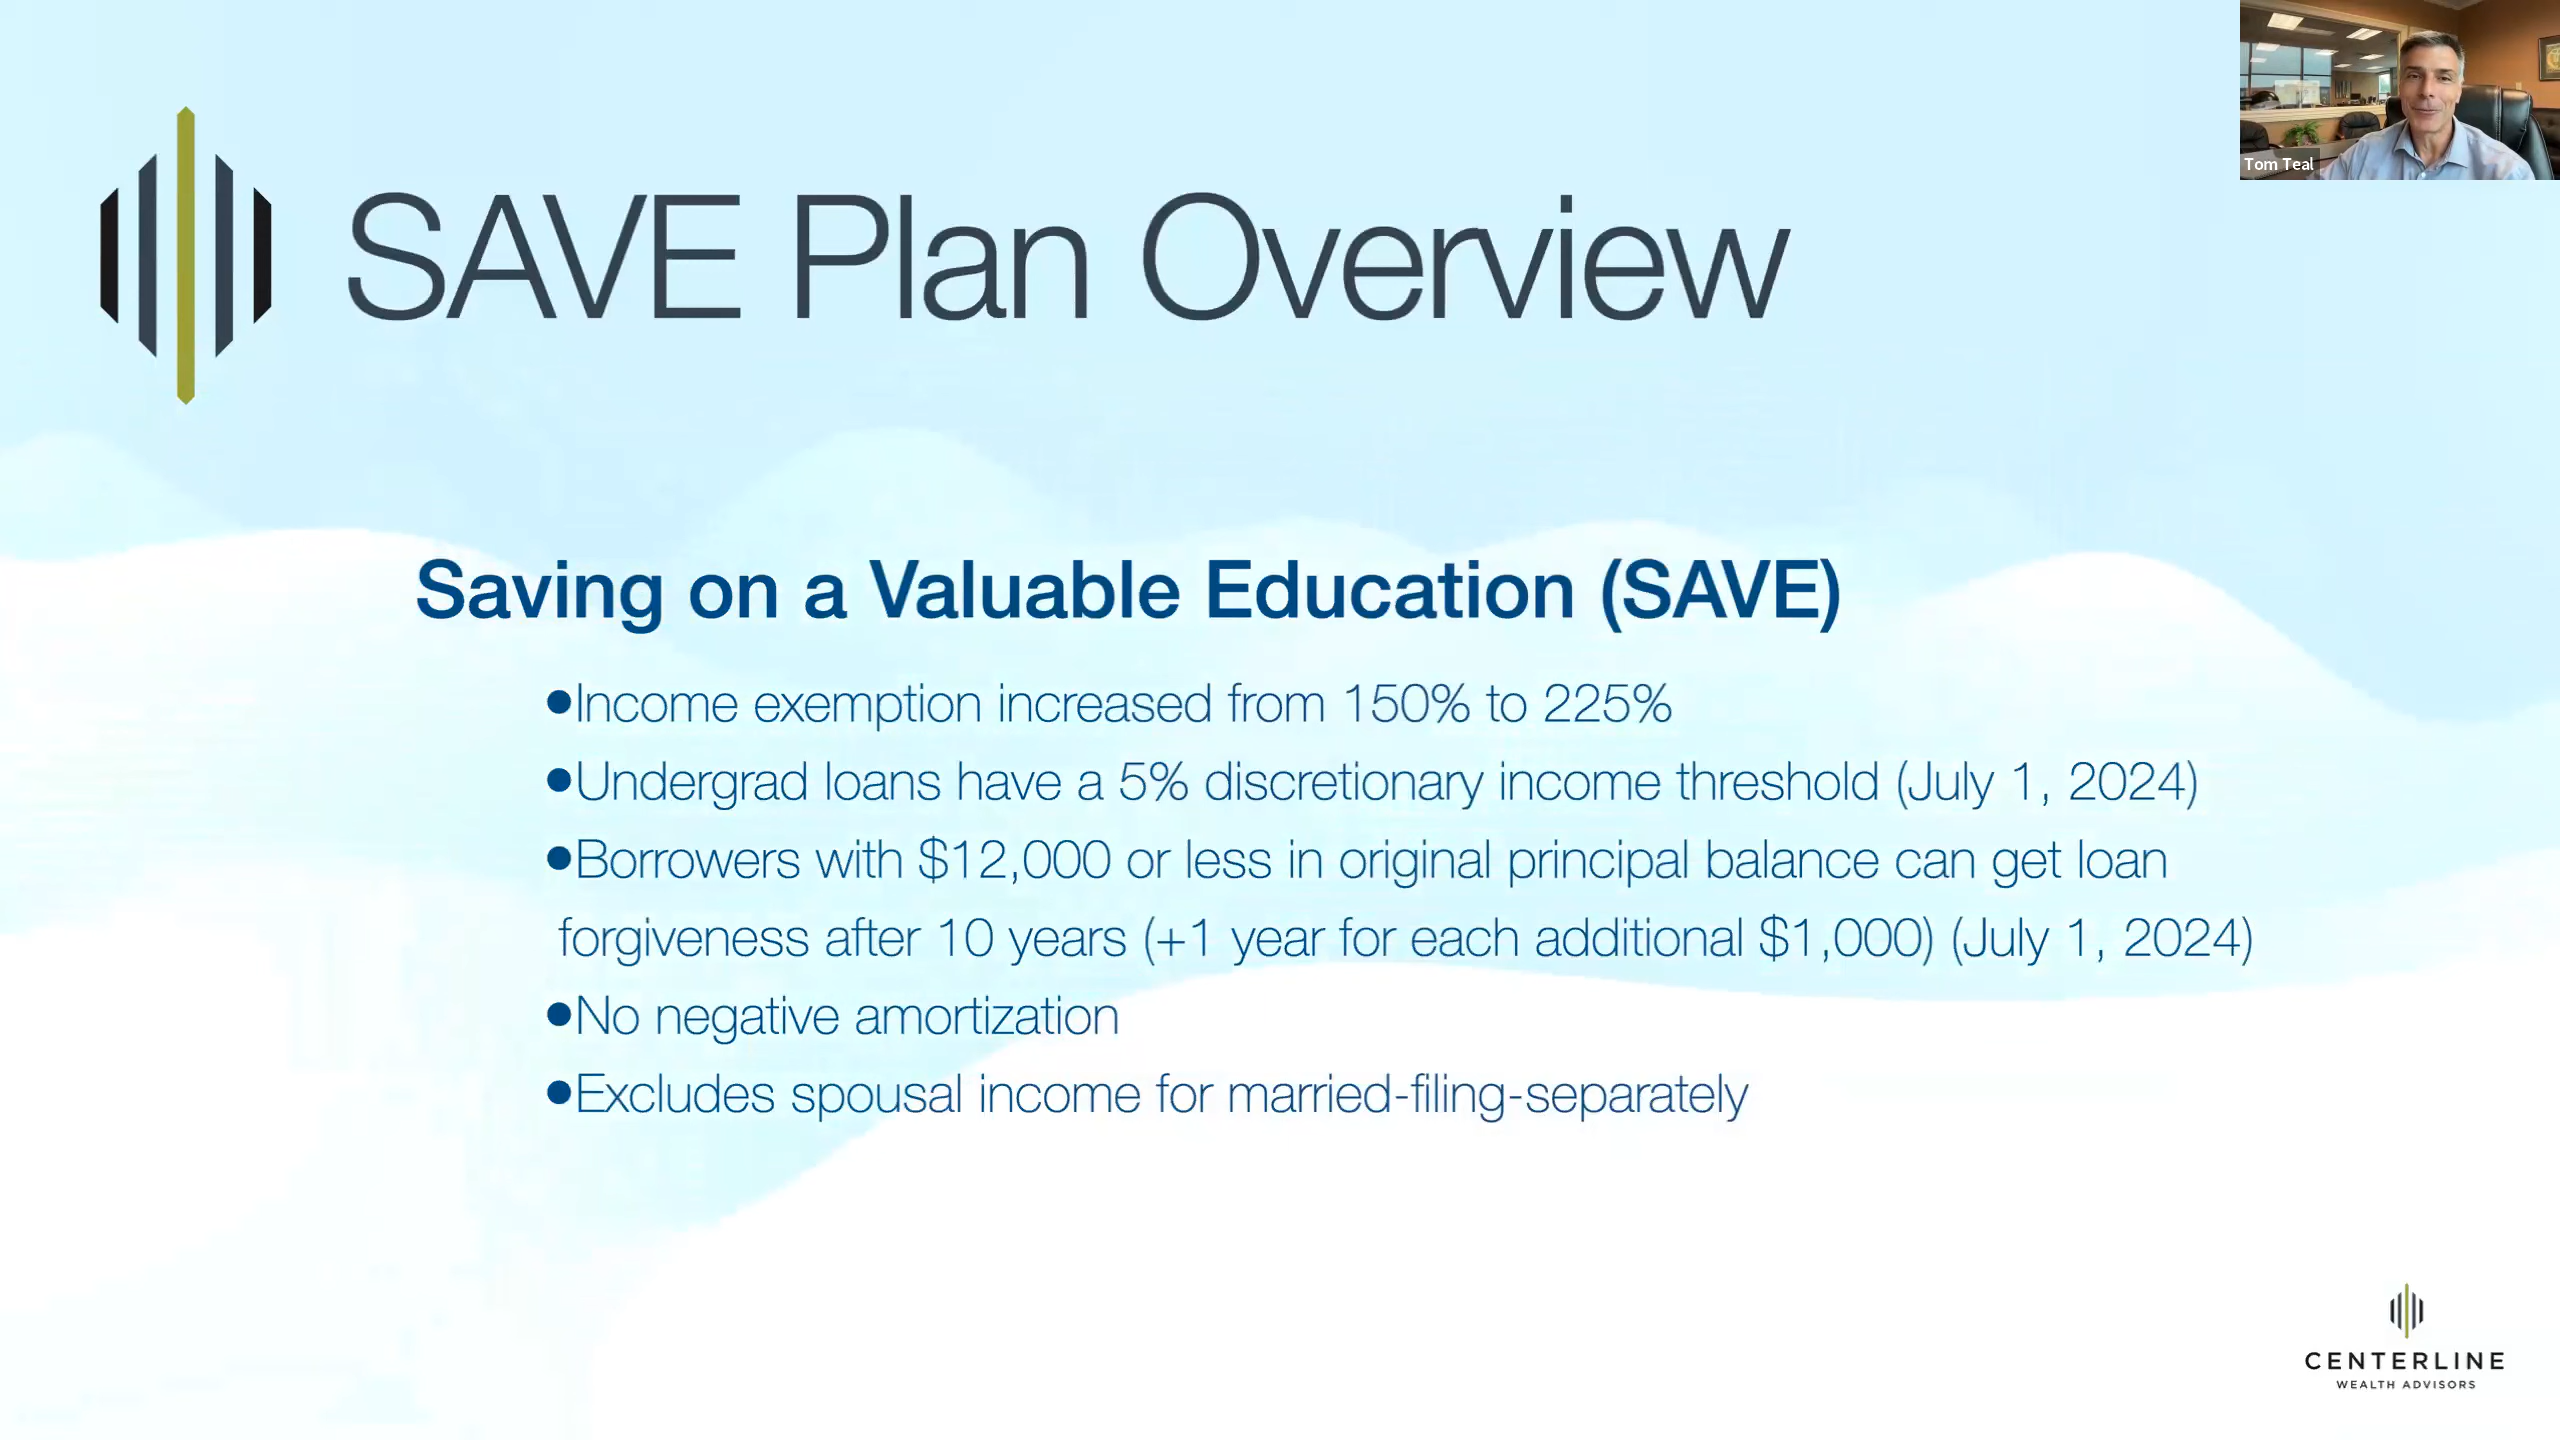 Tom Teal
SAVE Plan Overview
Saving on a Valuable Education (SAVE)
•Income exemption increased from 150% to 225%
•Undergrad loans have a 5% discretionary income threshold (July 1, 2024)
•Borrowers with $12,000 or less in original principal balance can get loan
forgiveness after 10 years (+1 year for each additional $1,000) (July 1, 2024)
•No negative amortization
•Excludes spousal income for married-filing-separately
CENTERLINE
WEALTH ADVISORS